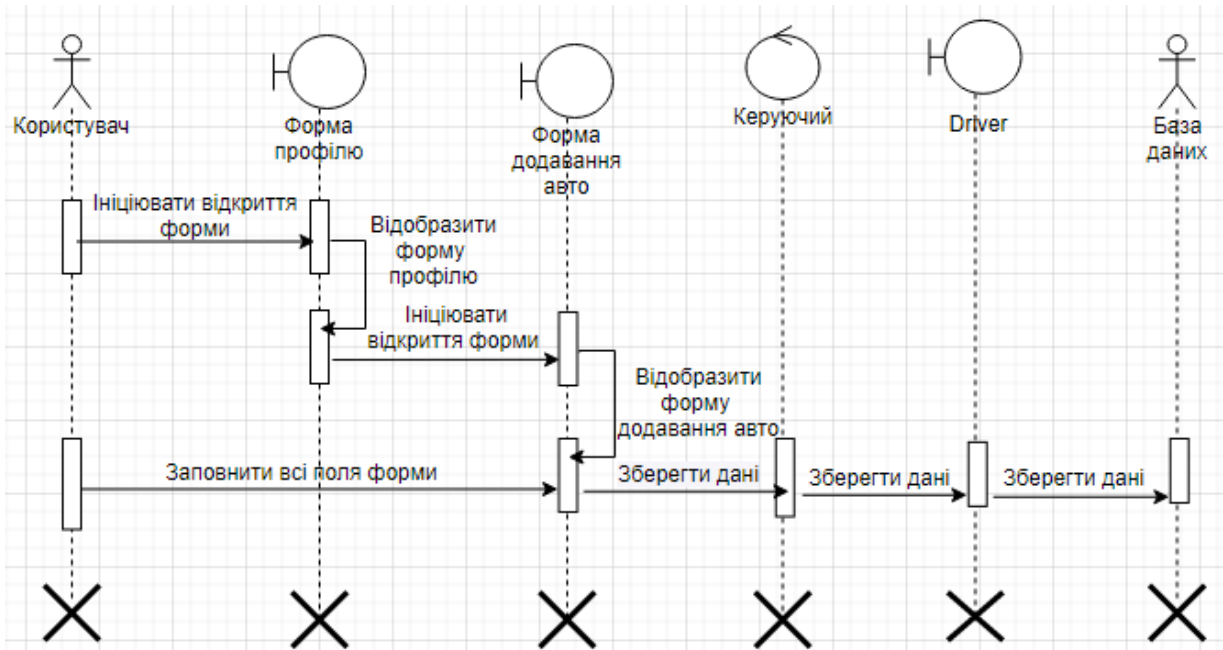 Користувач
Форма
профілю
Форма
додавання
авто
Керуючий
Driver
База
даних
Ініціювати відкриття
форми
Відобразити
форму
профілю
Ініціювати
відкриття форми
Відобразити
форму
додавання авто
Заповнити всі поля форми
Зберегти дані
Зберегти дані
Зберегти дані